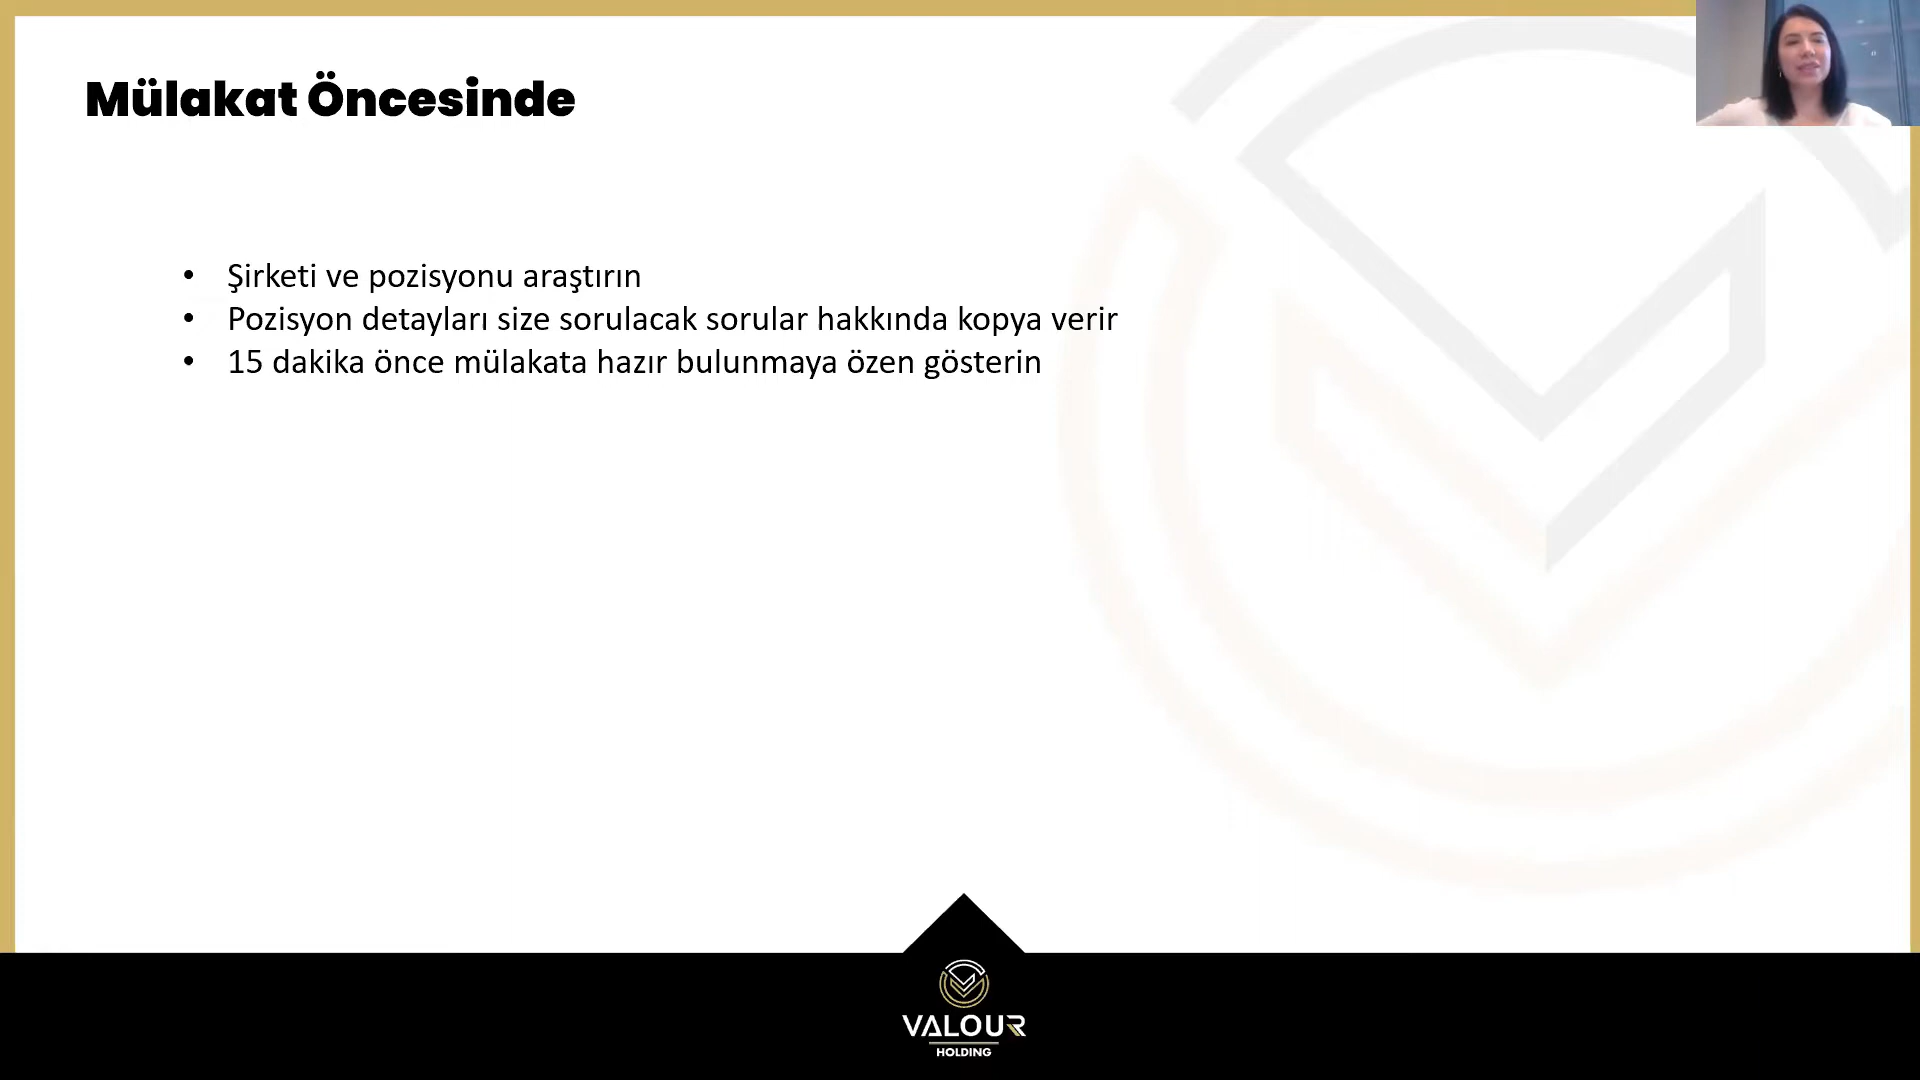 Mülakat Öncesinde
• Şirketi ve pozisyonu araştırın
• Pozisyon detayları size sorulacak sorular hakkında kopya verir
• 15 dakika önce mülakata hazır bulunmaya özen gösterin
VALOUR
HOLDING